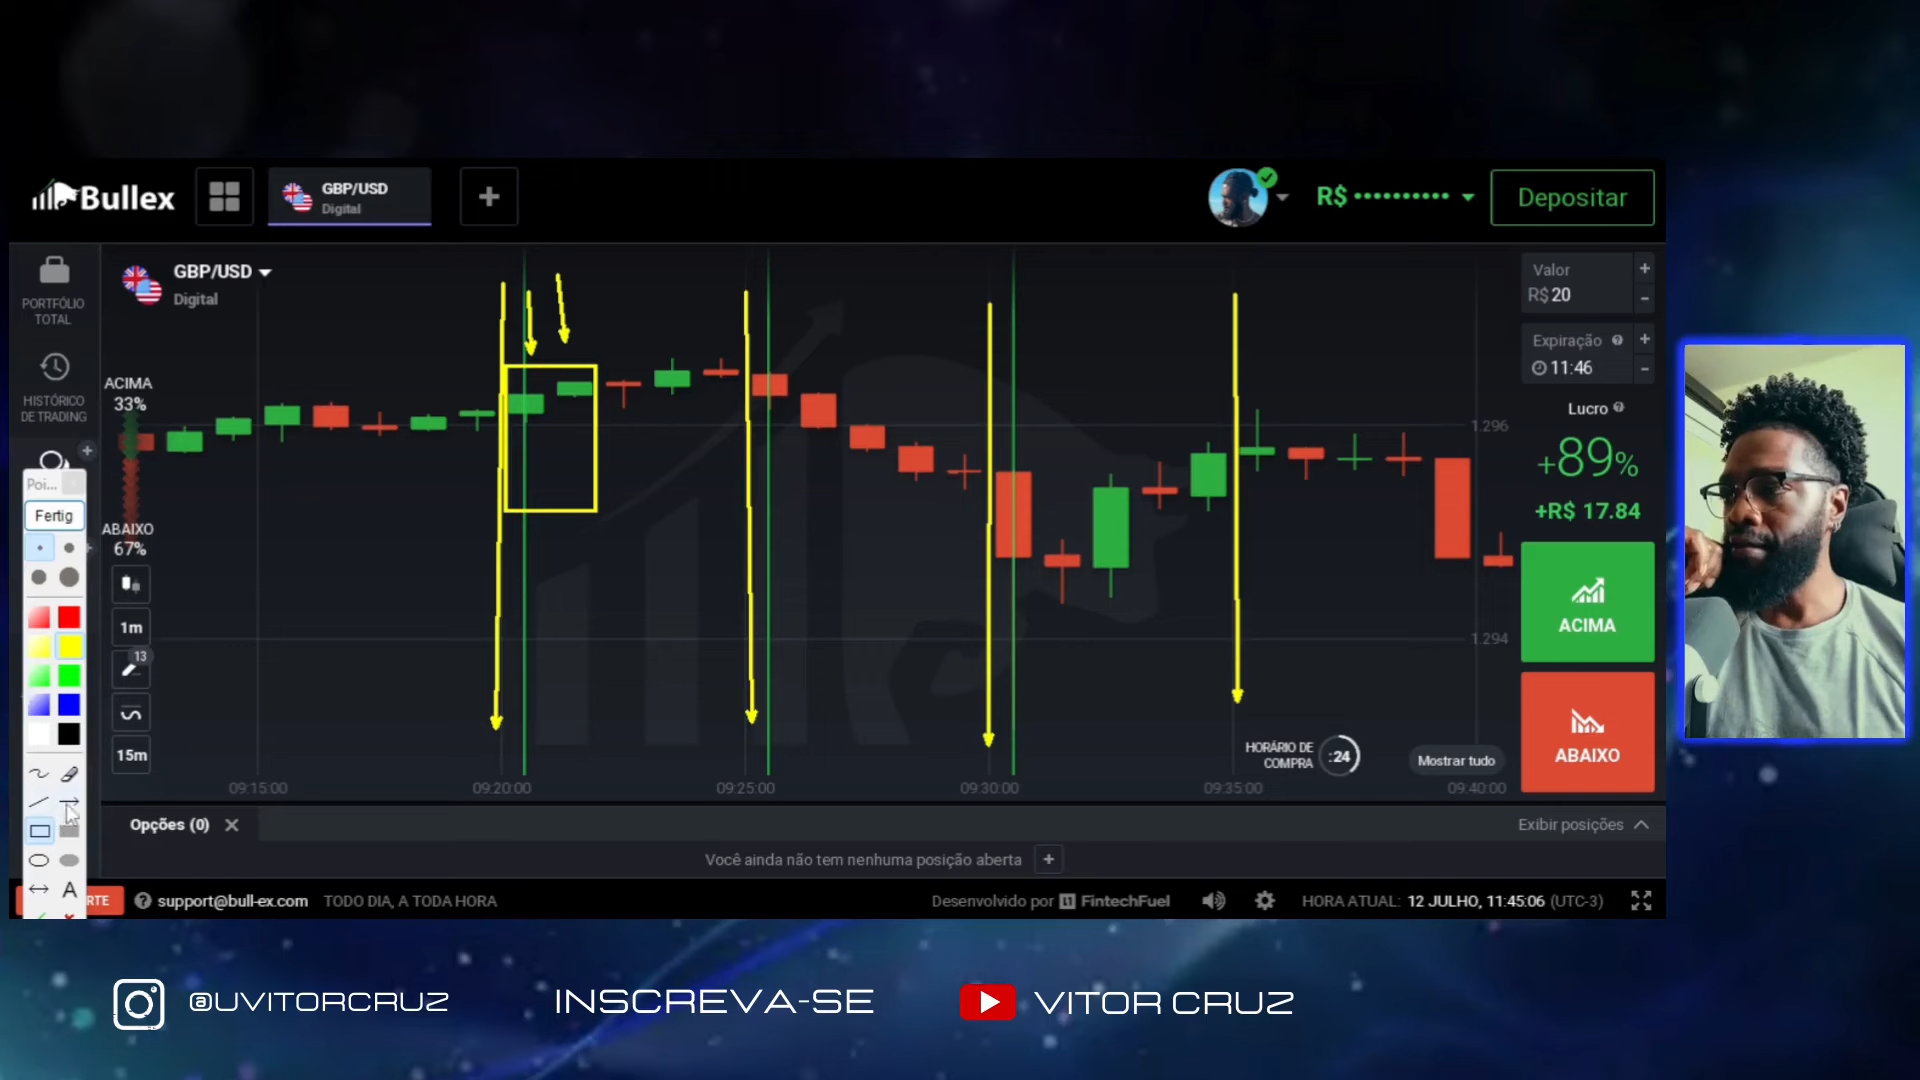 Bullex
GBP/USD
Digital
R$ ••••••••••
Depositar
PORTFÓLIO
TOTAL
HISTÓRICO
DE TRADING
GBP/USD
Digital
ACIMA
33%
ABAIXO
67%
Poi...
Fertig
1m
13
15m
A
1.296
1.294
09:15:00
09:20:00
09:25:00
09:30:00
09:35:00
09:40:00
HORÁRIO DE
COMPRA
:24
Mostrar tudo
Valor
R$ 20
Expiração
11:46
Lucro
+89%
+R$ 17.84
ACIMA
ABAIXO
Opções (0)
Exibir posições
Você ainda não tem nenhuma posição aberta
support@bull-ex.com
TODO DIA, A TODA HORA
Desenvolvido por FintechFuel
HORA ATUAL: 12 JULHO, 11:45:06 (UTC-3)
@UVITORCRUZ
INSCREVA-SE
VITOR CRUZ